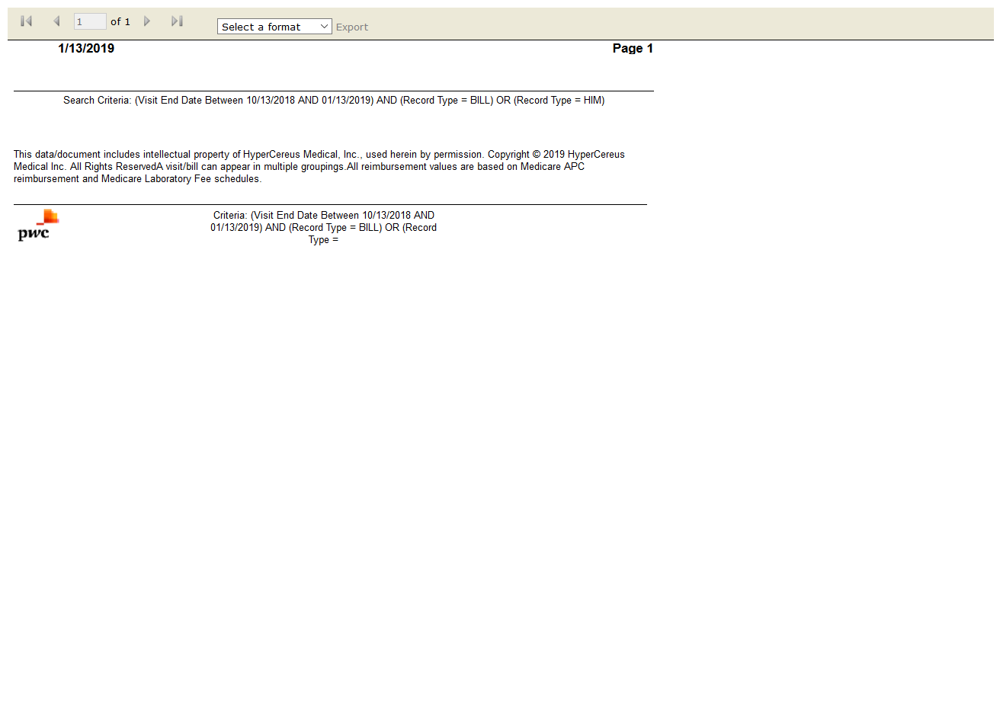 1 of 1 Select a format Export
1/13/2019 Page 1
Search Criteria: (Visit End Date Between 10/13/2018 AND 01/13/2019) AND (Record Type = BILL) OR (Record Type = HIM)
This data/document includes intellectual property of HyperCereus Medical, Inc., used herein by permission. Copyright © 2019 HyperCereus
Medical Inc. All Rights ReservedA visit/bill can appear in multiple groupings.All reimbursement values are based on Medicare APC
reimbursement and Medicare Laboratory Fee schedules.
pwc
Criteria: (Visit End Date Between 10/13/2018 AND
01/13/2019) AND (Record Type = BILL) OR (Record
Type =